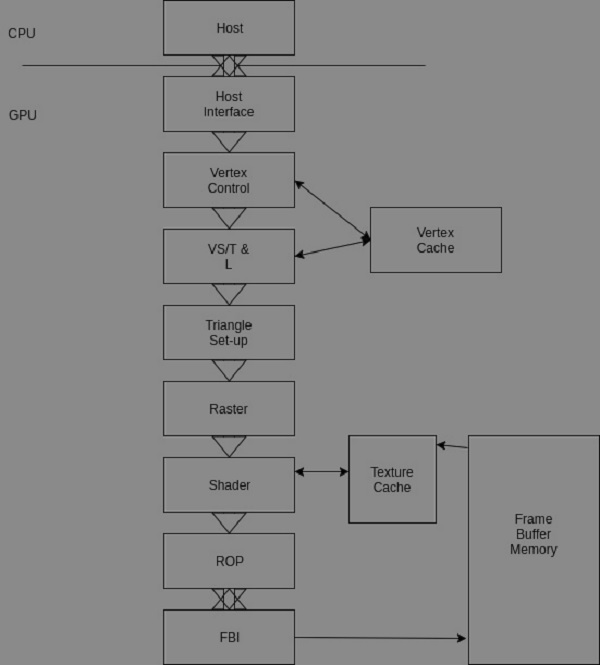 CPU
Host
GPU
Host
Interface
Vertex
Control
Vertex
Cache
VS/T &
L
Triangle
Set-up
Raster
Shader
Texture
Cache
Frame
Buffer
Memory
ROP
FBI